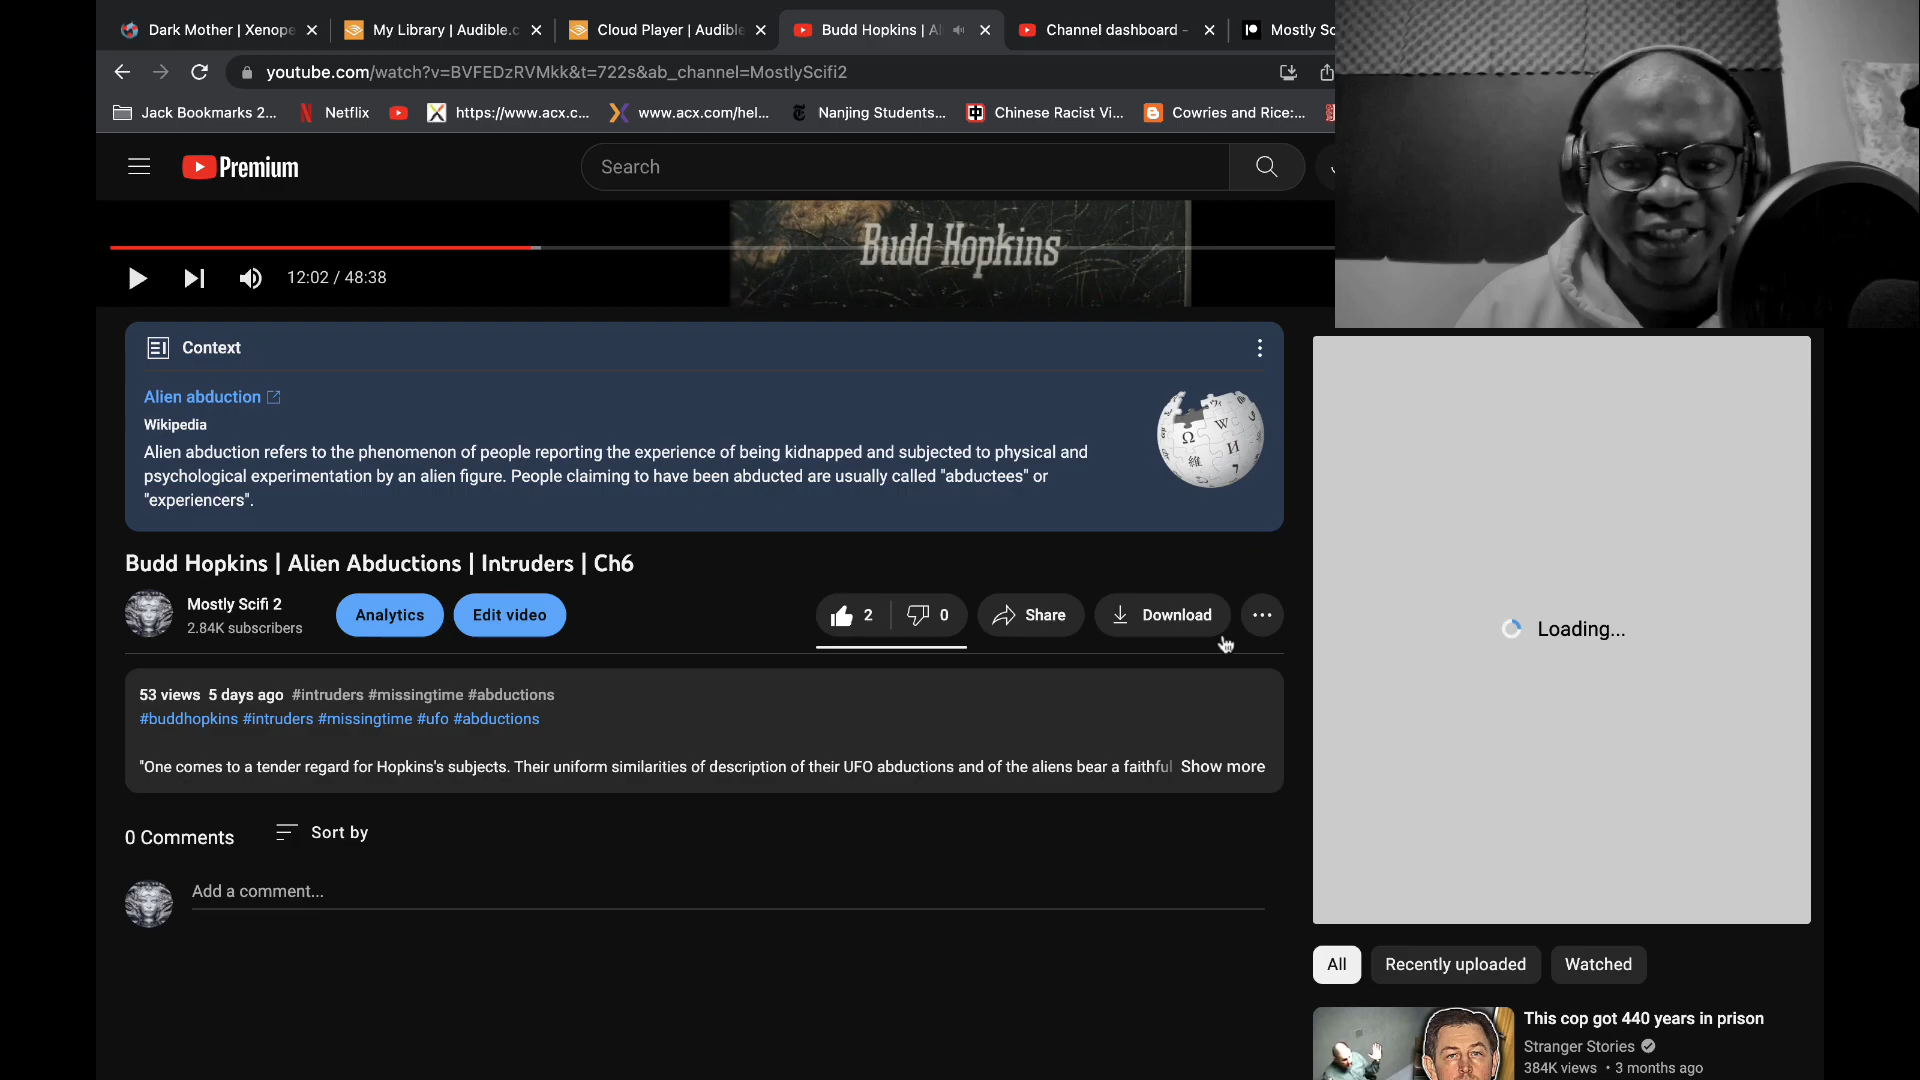 Dark Mother | Xenope
My Library | Audible.c
Cloud Player | Audible
Budd Hopkins | Al
Channel dashboard -
Mostly Sc
youtube.com/watch?v=BVFEDzRVMkk&t=722s&ab_channel=MostlyScifi2
Jack Bookmarks 2...
Netflix
https://www.acx.c...
www.acx.com/hel...
Nanjing Students...
Chinese Racist Vi...
Cowries and Rice:...
Premium
Search
Budd Hopkins
12:02 / 48:38
Context
Alien abduction
Wikipedia
Alien abduction refers to the phenomenon of people reporting the experience of being kidnapped and subjected to physical and
psychological experimentation by an alien figure. People claiming to have been abducted are usually called "abductees" or
"experiencers".
Budd Hopkins | Alien Abductions | Intruders | Ch6
Mostly Scifi 2
2.84K subscribers
Analytics
Edit video
2
0
Share
Download
Loading...
53 views 5 days ago #intruders #missingtime #abductions
#buddhopkins #intruders #missingtime #ufo #abductions
"One comes to a tender regard for Hopkins's subjects. Their uniform similarities of description of their UFO abductions and of the aliens bear a faithful Show more
0 Comments
Sort by
Add a comment...
All
Recently uploaded
Watched
This cop got 440 years in prison
Stranger Stories
384K views • 3 months ago